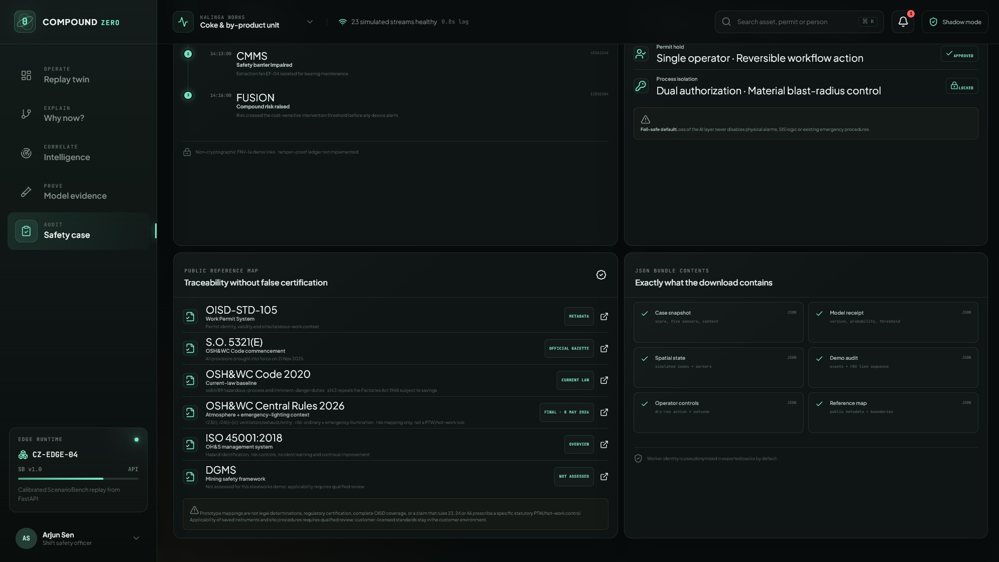 COMPOUND ZERO
KALINGA WORKS
Coke & by-product unit
23 simulated streams healthy 0.8s lag
Search asset, permit or person
⌘ K
1
Shadow mode
OPERATE
Replay twin
EXPLAIN
Why now?
CORRELATE
Intelligence
PROVE
Model evidence
AUDIT
Safety case
EDGE RUNTIME
CZ-EDGE-04
SB v1.0 API
Calibrated ScenarioBench replay from
FastAPI
AS
Arjun Sen
Shift safety officer
2
14:13:00
CMMS
455A3248
Safety barrier impaired
Extraction fan EF-04 isolated for bearing maintenance.
3
14:16:00
FUSION
1385E08A
Compound risk raised
Risk crossed the cost-sensitive intervention threshold before any device alarm.
Non-cryptographic FNV-1a demo links · tamper-proof ledger not implemented
Permit hold
Single operator · Reversible workflow action
APPROVED
Process isolation
Dual authorization · Material blast-radius control
LOCKED
Fail-safe defaultLoss of the AI layer never disables physical alarms, SIS logic or existing emergency procedures.
PUBLIC REFERENCE MAP
Traceability without false certification
OISD-STD-105
Work Permit System
Permit identity, validity and simultaneous-work context
METADATA
S.O. 5321(E)
OSH&WC Code commencement
All provisions brought into force on 21 Nov 2025
OFFICIAL GAZETTE
OSH&WC Code 2020
Current-law baseline
ss84/89 hazardous-process and imminent-danger duties · s143 repeals the Factories Act 1948 subject to savings
CURRENT LAW
OSH&WC Central Rules 2026
Atmosphere + emergency-lighting context
r23(ii), r24(i)-(iii): ventilation/exhaust/entry · r46: ordinary + emergency illumination · risk mapping only, not a PTW/hot-work rule
FINAL · 8 MAY 2026
ISO 45001:2018
OH&S management system
Hazard identification, risk controls, incident learning and continual improvement
OVERVIEW
DGMS
Mining safety framework
Not assessed for this steelworks demo; applicability requires qualified review
NOT ASSESSED
Prototype mappings are not legal determinations, regulatory certification, complete OISD coverage, or a claim that rules 23, 24 or 46 prescribe a specific statutory PTW/hot-work control.
Applicability of saved instruments and site procedures requires qualified review; customer-licensed standards stay in the customer environment.
JSON BUNDLE CONTENTS
Exactly what the download contains
Case snapshot JSON
score, five sensors, context
Model receipt JSON
version, probability, threshold
Spatial state JSON
simulated zones + workers
Demo audit JSON
events + FNV link sequence
Operator controls JSON
dry-run action + outcome
Reference map JSON
public metadata + boundaries
Worker identity is pseudonymized in exported packs by default.